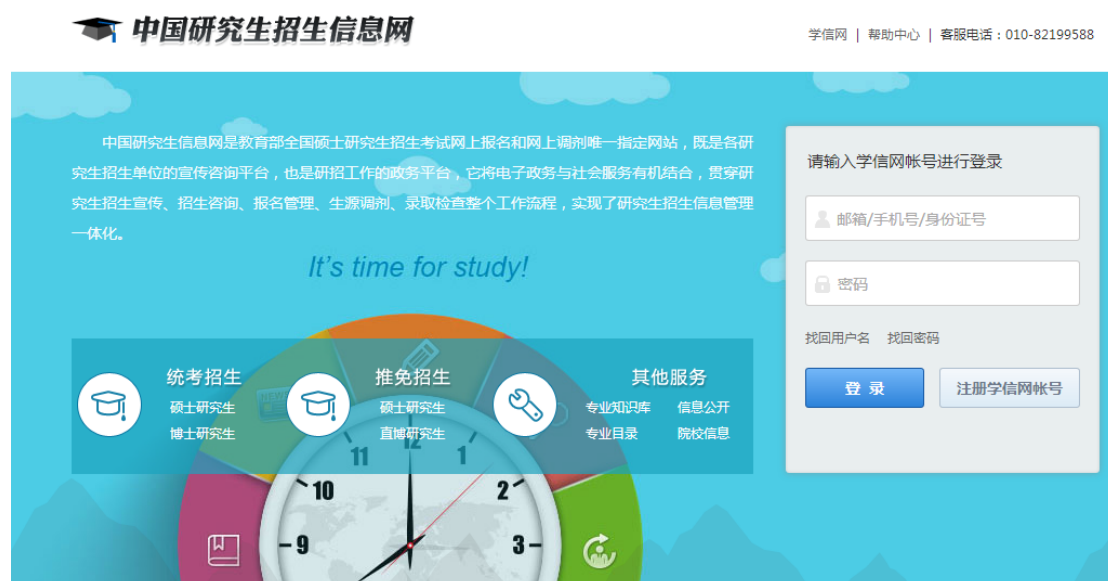 中国研究生招生信息网
学信网 | 帮助中心 | 客服电话：010-82199588
中国研究生信息网是教育部全国硕士研究生招生考试网上报名和网上调剂唯一指定网站，既是各研
究生招生单位的宣传咨询平台，也是研招工作的政务平台，它将电子政务与社会服务有机结合，贯穿研
究生招生宣传、招生咨询、报名管理、生源调剂、录取检查整个工作流程，实现了研究生招生信息管理
一体化。
It's time for study!
请输入学信网帐号进行登录
邮箱/手机号/身份证号
密码
找回用户名 找回密码
登 录 注册学信网帐号
统考招生
硕士研究生
博士研究生
推免招生
硕士研究生
直博研究生
其他服务
专业知识库 信息公开
专业目录 院校信息
11 12 1
10 2
9 3